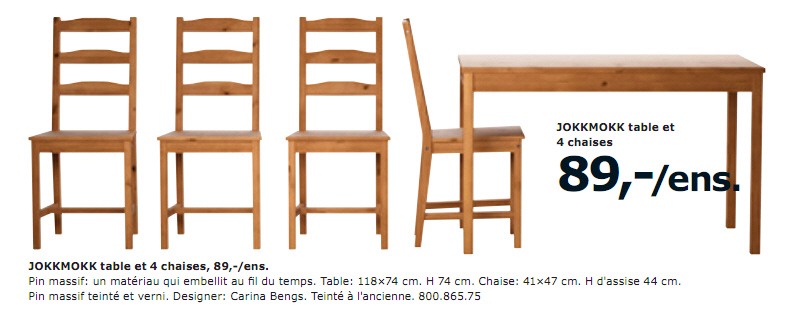 JOKKMOKK table et
4 chaises
89,-/ens.
JOKKMOKK table et 4 chaises, 89,-/ens.
Pin massif: un matériau qui embellit au fil du temps. Table: 118×74 cm. H 74 cm. Chaise: 41×47 cm. H d'assise 44 cm.
Pin massif teinté et verni. Designer: Carina Bengs. Teinté à l'ancienne. 800.865.75